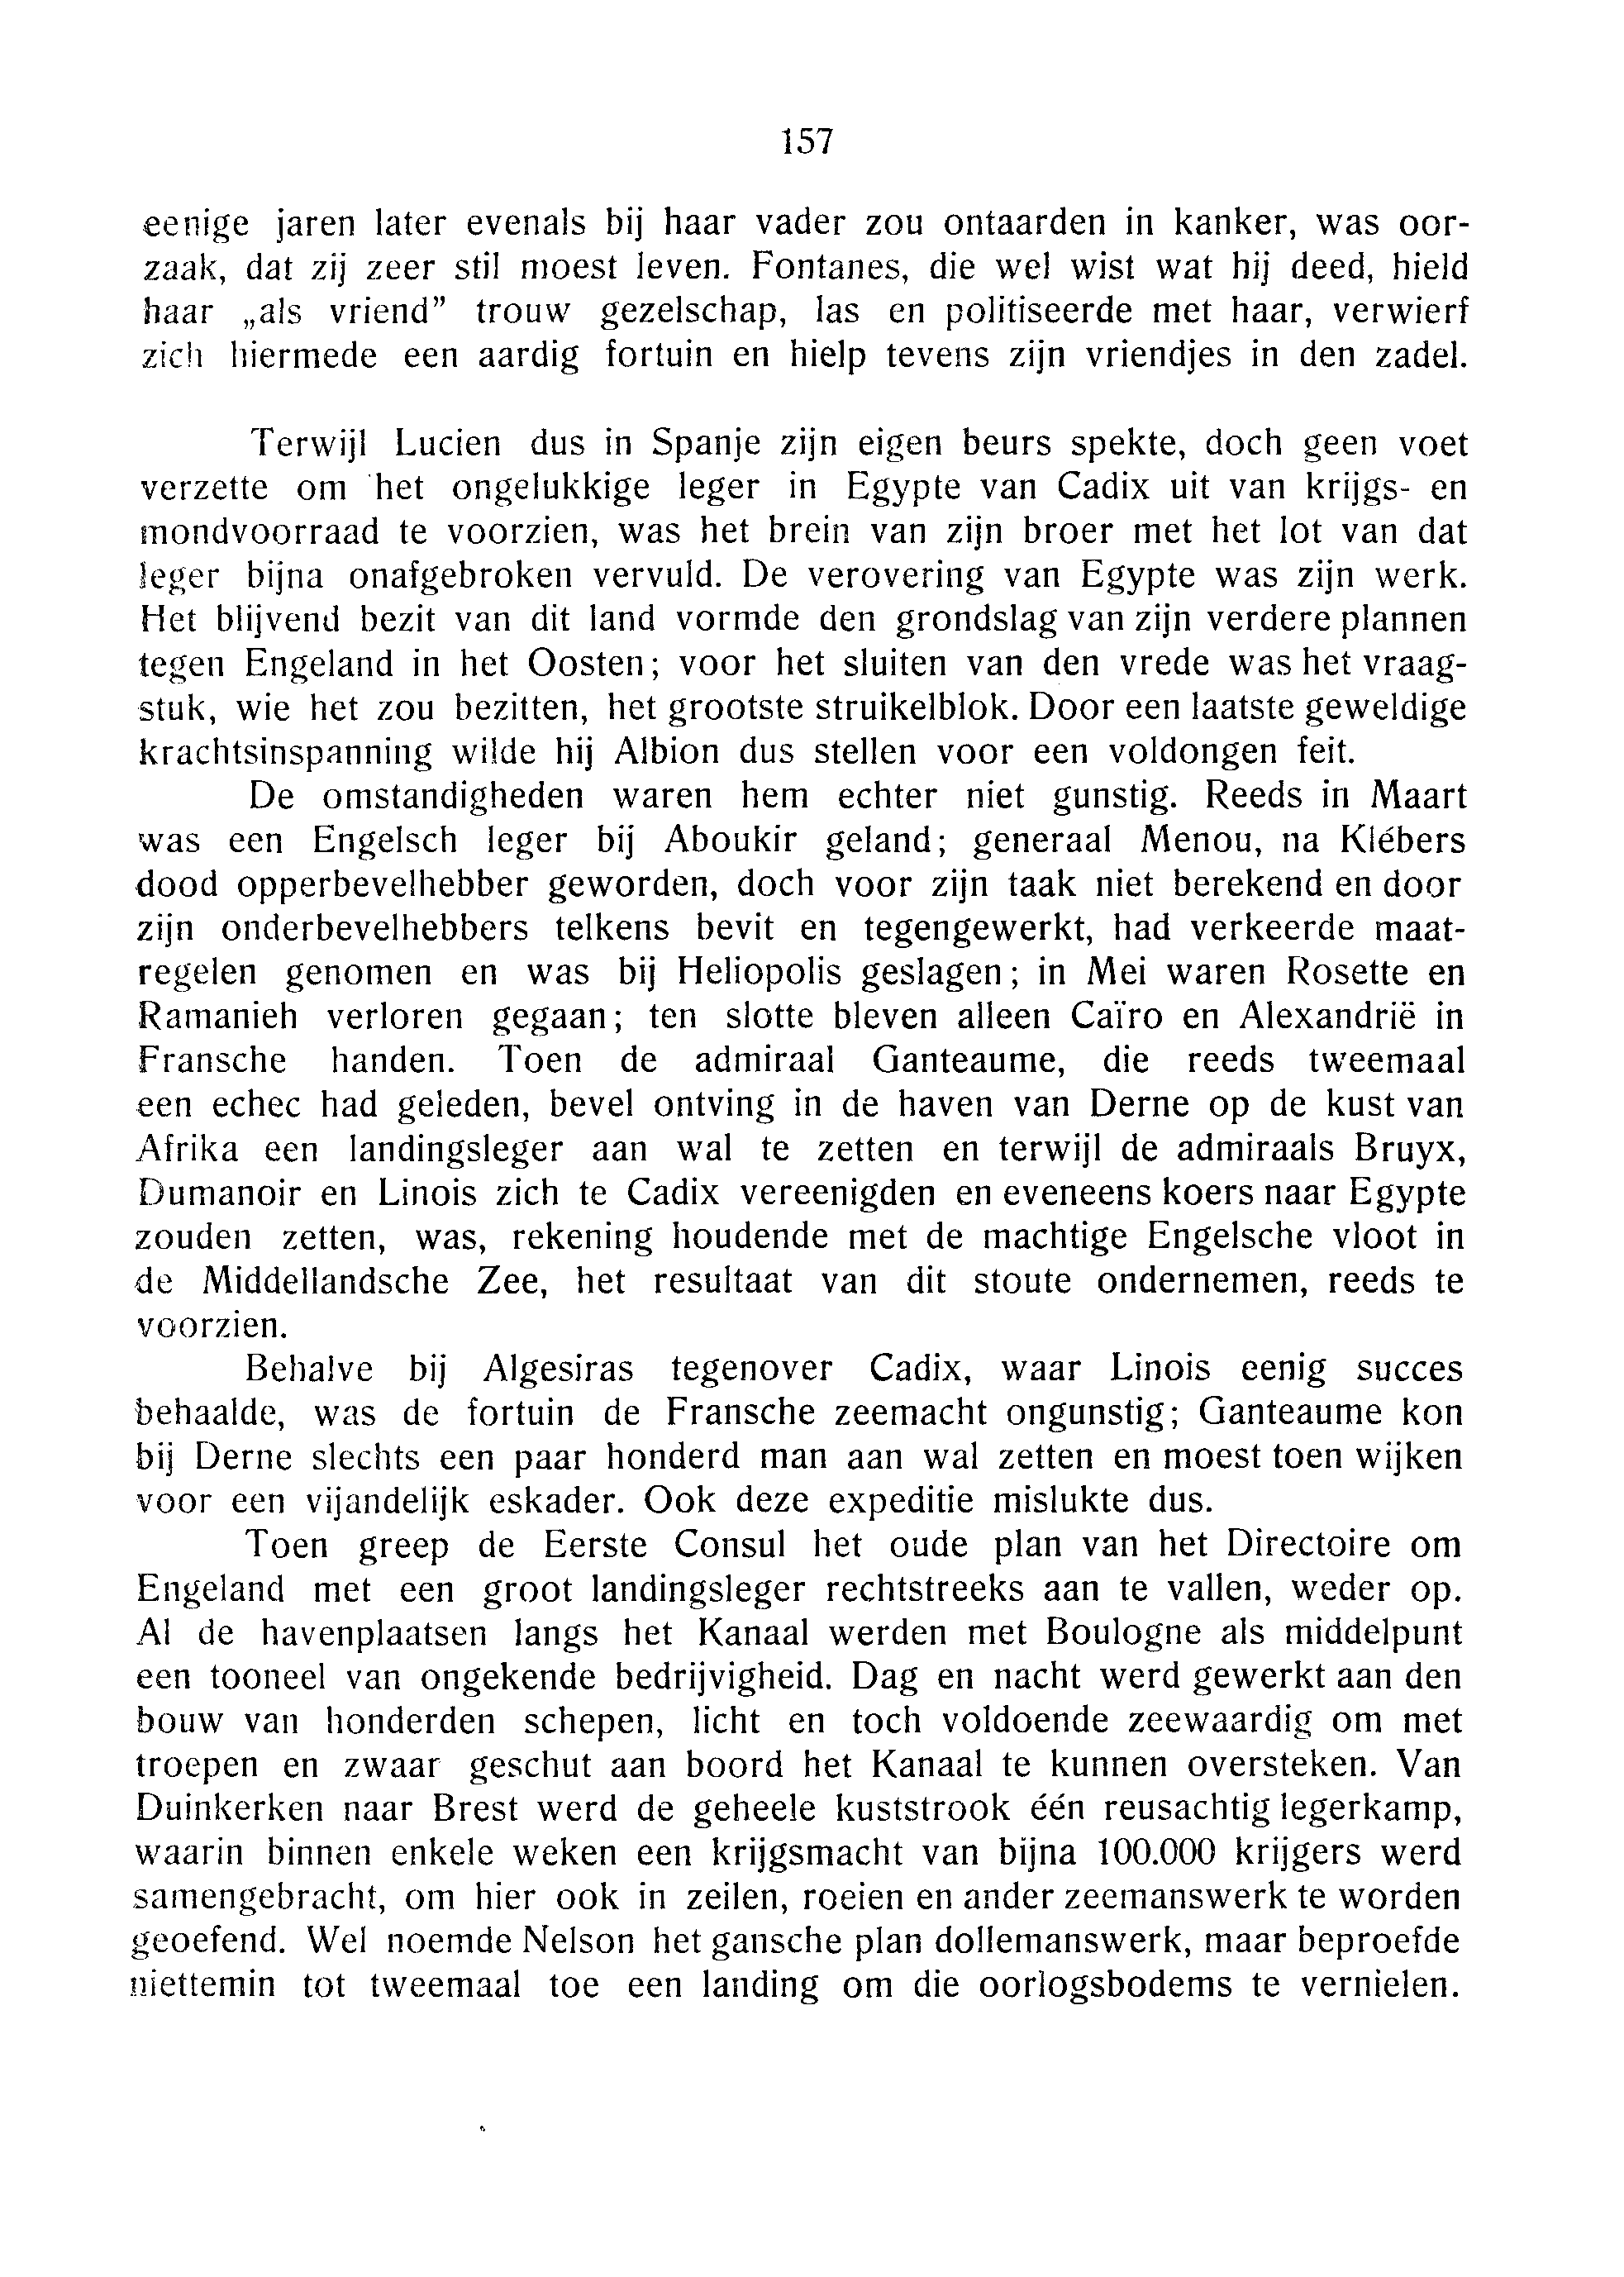 157
eenige jaren later evenals bij haar vader zou ontaarden in kanker, was oor-
zaak, dat zij zeer stil moest leven. Fontanes, die wel wist wat hij deed, hield
haar „als vriend” trouw gezelschap, las en politiseerde met haar, verwierf
zich hiermede een aardig fortuin en hielp tevens zijn vriendjes in den zadel.
Terwijl Lucien dus in Spanje zijn eigen beurs spekte, doch geen voet
verzette om het ongelukkige leger in Egypte van Cadix uit van krijgs- en
mondvoorraad te voorzien, was het brein van zijn broer met het lot van dat
leger bijna onafgebroken vervuld. De verovering van Egypte was zijn werk.
Het blijvend bezit van dit land vormde den grondslag van zijn verdere plannen
tegen Engeland in het Oosten; voor het sluiten van den vrede was het vraag-
stuk, wie het zou bezitten, het grootste struikelblok. Door een laatste geweldige
krachtsinspanning wilde hij Albion dus stellen voor een voldongen feit.
De omstandigheden waren hem echter niet gunstig. Reeds in Maart
was een Engelsch leger bij Aboukir geland; generaal Menou, na Klébers
dood opperbevelhebber geworden, doch voor zijn taak niet berekend en door
zijn onderbevelhebbers telkens bevit en tegengewerkt, had verkeerde maat-
regelen genomen en was bij Heliopolis geslagen; in Mei waren Rosette en
Ramanieh verloren gegaan; ten slotte bleven alleen Caïro en Alexandrië in
Fransche handen. Toen de admiraal Ganteaume, die reeds tweemaal
een echec had geleden, bevel ontving in de haven van Derne op de kust van
Afrika een landingsleger aan wal te zetten en terwijl de admiraals Bruyx,
Dumanoir en Linois zich te Cadix vereenigden en eveneens koers naar Egypte
zouden zetten, was, rekening houdende met de machtige Engelsche vloot in
de Middellandsche Zee, het resultaat van dit stoute ondernemen, reeds te
voorzien.
Behalve bij Algesiras tegenover Cadix, waar Linois eenig succes
behaalde, was de fortuin de Fransche zeemacht ongunstig; Ganteaume kon
bij Derne slechts een paar honderd man aan wal zetten en moest toen wijken
voor een vijandelijk eskader. Ook deze expeditie mislukte dus.
Toen greep de Eerste Consul het oude plan van het Directoire om
Engeland met een groot landingsleger rechtstreeks aan te vallen, weder op.
Al de havenplaatsen langs het Kanaal werden met Boulogne als middelpunt
een tooneel van ongekende bedrijvigheid. Dag en nacht werd gewerkt aan den
bouw van honderden schepen, licht en toch voldoende zeewaardig om met
troepen en zwaar geschut aan boord het Kanaal te kunnen oversteken. Van
Duinkerken naar Brest werd de geheele kuststrook één reusachtig legerkamp,
waarin binnen enkele weken een krijgsmacht van bijna 100.000 krijgers werd
samengebracht, om hier ook in zeilen, roeien en ander zeemanswerk te worden
geoefend. Wel noemde Nelson het gansche plan dollemanswerk, maar beproefde
niettemin tot tweemaal toe een landing om die oorlogsbodems te vernielen.